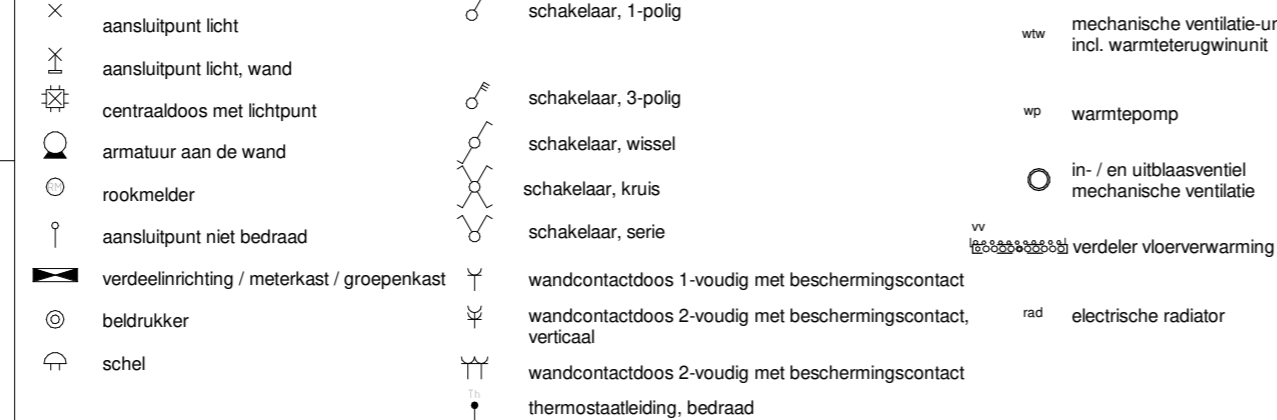 aansluitpunt licht
aansluitpunt licht, wand
centraaldoos met lichtpunt
armatuur aan de wand
RM
rookmelder
aansluitpunt niet bedraad
verdeelinrichting / meterkast / groepenkast
beldrukker
schel
schakelaar, 1-polig
schakelaar, 3-polig
schakelaar, wissel
schakelaar, kruis
schakelaar, serie
wandcontactdoos 1-voudig met beschermingscontact
wandcontactdoos 2-voudig met beschermingscontact,
verticaal
wandcontactdoos 2-voudig met beschermingscontact
Th
thermostaatleiding, bedraad
wtw
mechanische ventilatie-un
incl. warmteterugwinunit
wp
warmtepomp
in- / en uitblaasventiel
mechanische ventilatie
vv
verdeler vloerverwarming
rad
electrische radiator